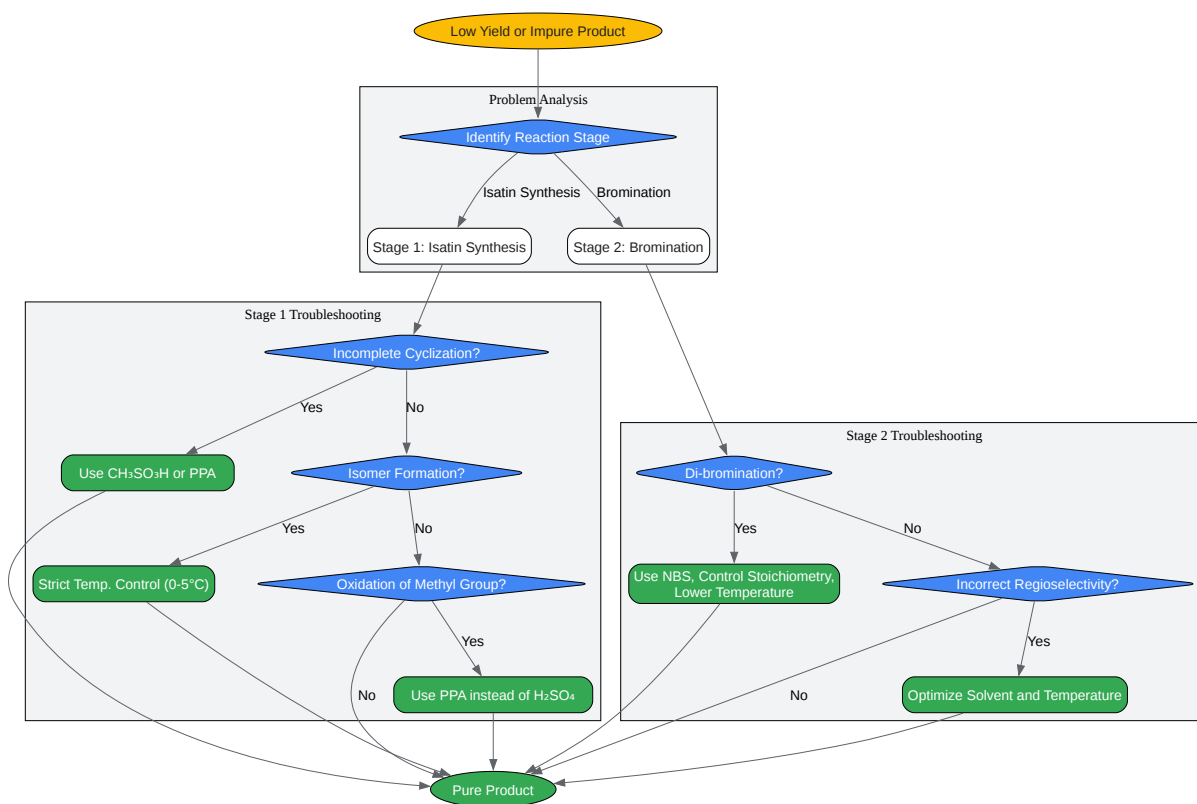 Low Yield or Impure Product
Problem Analysis
Identify Reaction Stage
Isatin Synthesis
Bromination
Stage 1: Isatin Synthesis
Stage 2: Bromination
Stage 1 Troubleshooting
Incomplete Cyclization?
Yes
No
Use CH₃SO₃H or PPA
Isomer Formation?
Yes
No
Strict Temp. Control (0-5°C)
Oxidation of Methyl Group?
Yes
No
Use PPA instead of H₂SO₄
Stage 2 Troubleshooting
Di-bromination?
Yes
No
Use NBS, Control Stoichiometry,
Lower Temperature
Incorrect Regioselectivity?
Yes
No
Optimize Solvent and Temperature
Pure Product